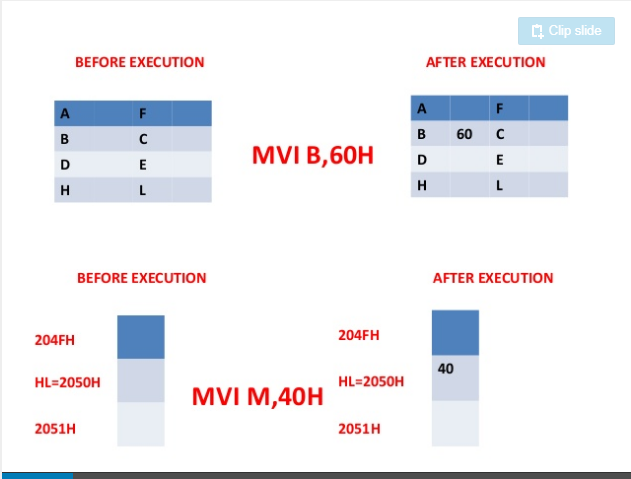 Clip slide
BEFORE EXECUTION
AFTER EXECUTION
A F
B C
D E
H L
MVI B,60H
A F
B 60 C
D E
H L
BEFORE EXECUTION
AFTER EXECUTION
204FH
HL=2050H
2051H
MVI M,40H
204FH
HL=2050H
40
2051H